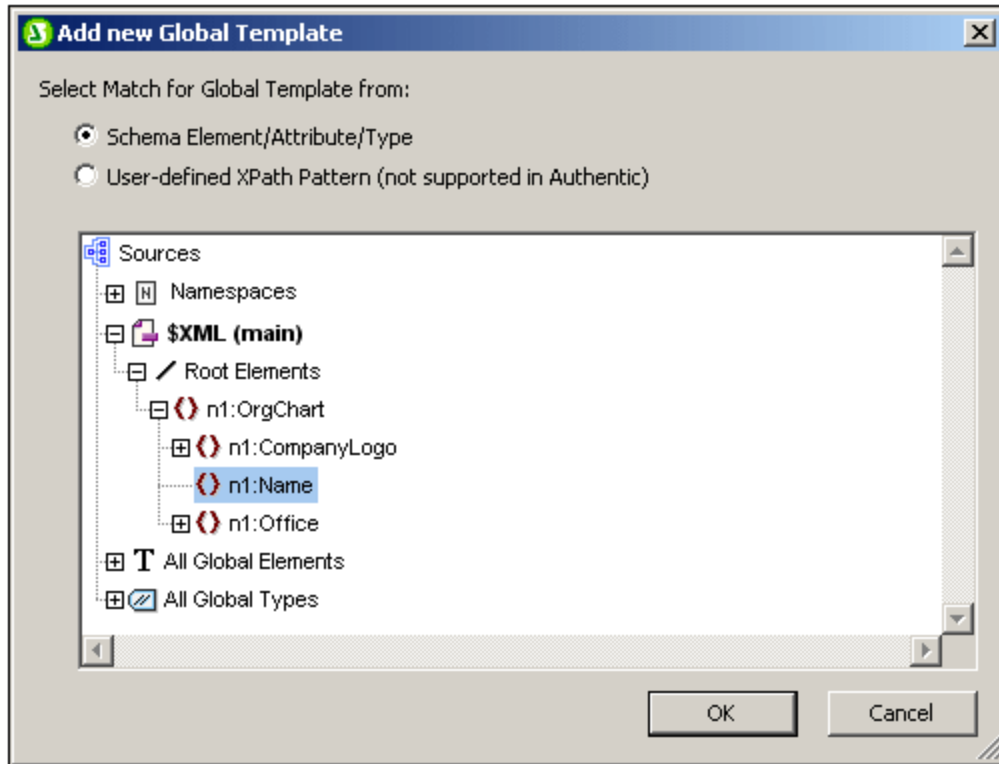 Add new Global Template
Select Match for Global Template from:
Schema Element/Attribute/Type
User-defined XPath Pattern (not supported in Authentic)
Sources
N Namespaces
$XML (main)
Root Elements
n1:OrgChart
n1:CompanyLogo
n1:Name
n1:Office
T All Global Elements
All Global Types
OK Cancel